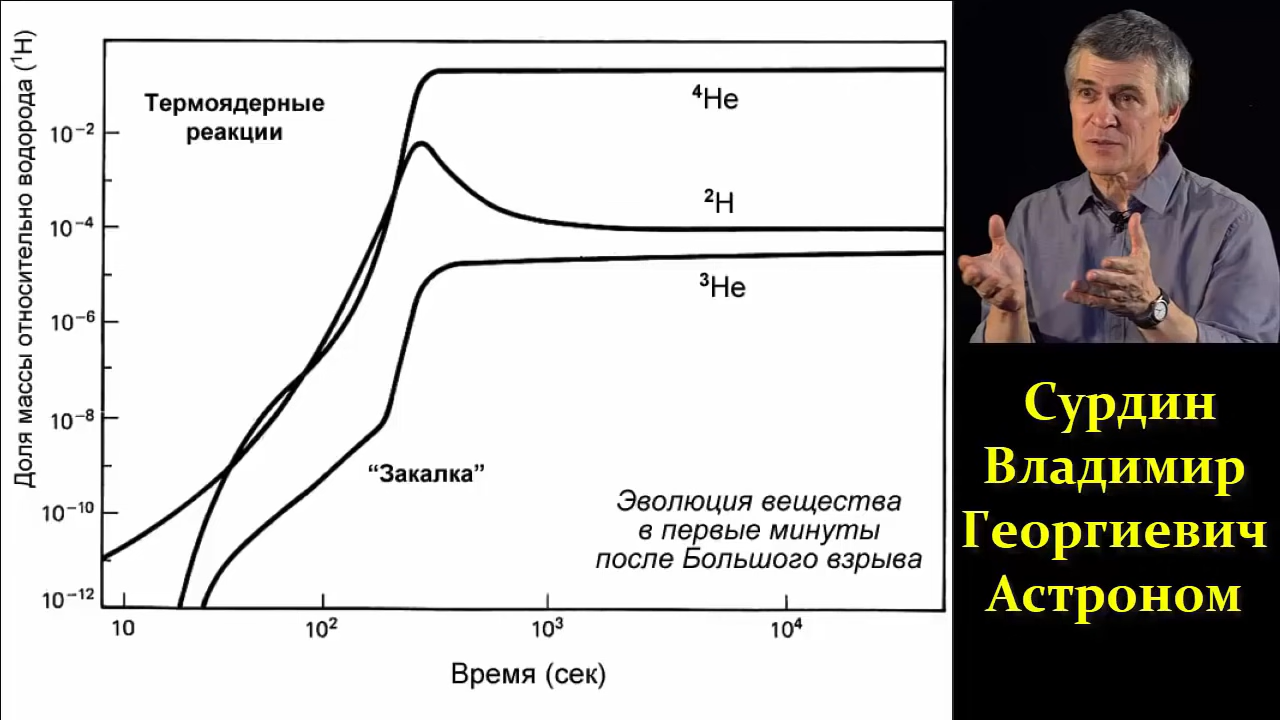 Доля массы относительно водорода (¹H)
Термоядерные
реакции
10⁻²
10⁻⁴
10⁻⁶
10⁻⁸
10⁻¹⁰
10⁻¹²
⁴He
²H
³He
“Закалка”
Эволюция вещества
в первые минуты
после Большого взрыва
10
10²
10³
10⁴
Время (сек)
Сурдин
Владимир
Георгиевич
Астроном